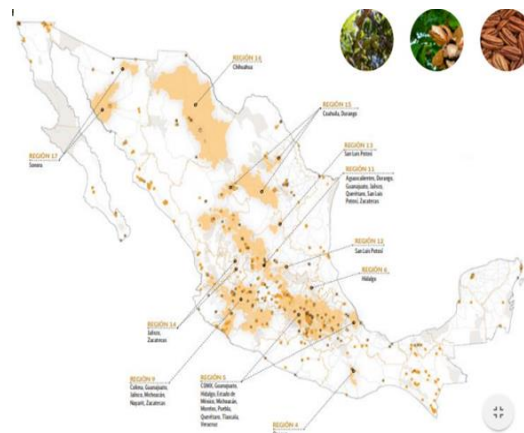 REGIÓN 16
Chihuahua
REGIÓN 15
Coahuila, Durango
REGIÓN 13
San Luis Potosí
REGIÓN 11
Aguascalientes, Durango,
Guanajuato, Jalisco,
Querétaro, San Luis
Potosí, Zacatecas
REGIÓN 17
Sonora
REGIÓN 12
San Luis Potosí
REGIÓN 6
Hidalgo
REGIÓN 14
Jalisco,
Zacatecas
REGIÓN 9
Colima, Guanajuato,
Jalisco, Michoacán,
Nayarit, Zacatecas
REGIÓN 5
CDMX, Guanajuato,
Hidalgo, Estado de
México, Michoacán,
Morelos, Puebla,
Querétaro, Tlaxcala,
Veracruz
REGIÓN 4